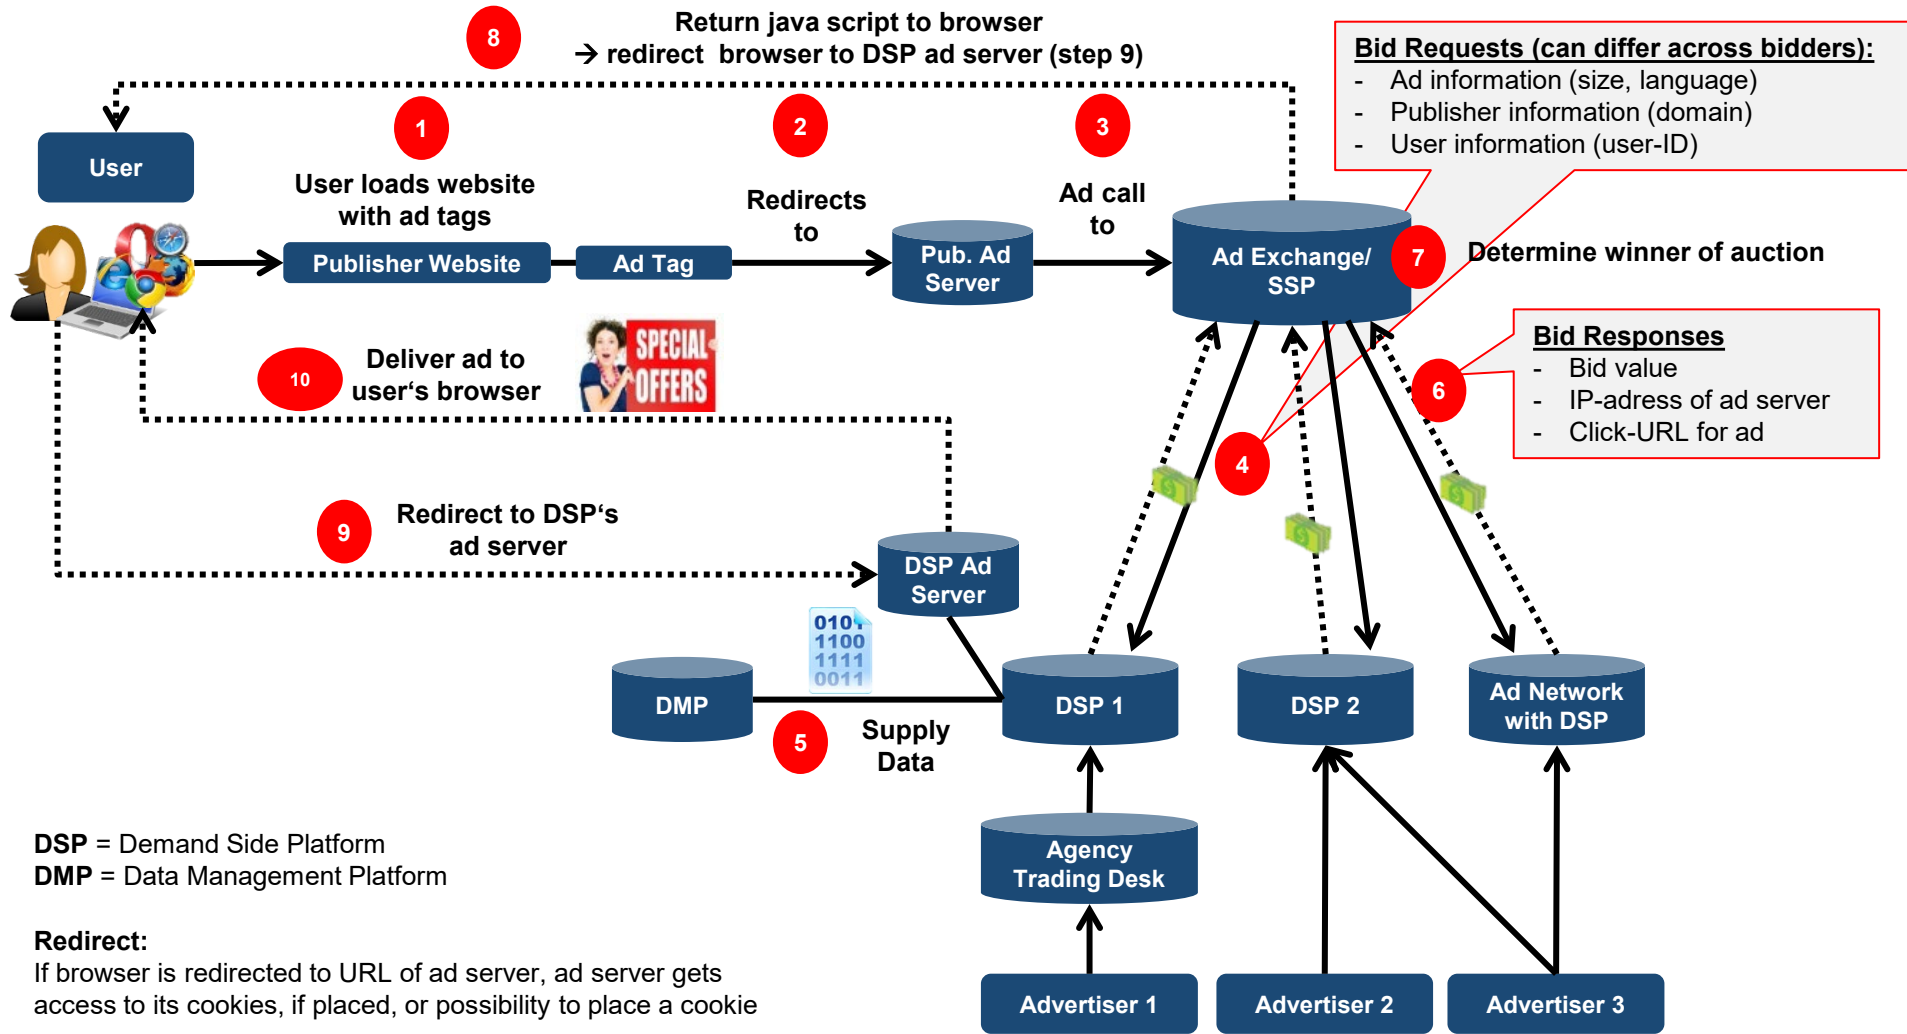 8
Return java script to browser
→ redirect  browser to DSP ad server (step 9)
Bid Requests (can differ across bidders):
- Ad information (size, language)
- Publisher information (domain)
- User information (user-ID)
1
2
3
User
User loads website
with ad tags
Redirects
to
Ad call
to
Publisher Website
Ad Tag
Pub. Ad
Server
Ad Exchange/
SSP
7
Determine winner of auction
10
Deliver ad to
user‘s browser
SPECIAL
OFFERS
Bid Responses
- Bid value
- IP-adress of ad server
- Click-URL for ad
6
4
9
Redirect to DSP‘s
ad server
DSP Ad
Server
0101
1100
1111
0011
DMP
5
Supply
Data
DSP 1
DSP 2
Ad Network
with DSP
Agency
Trading Desk
DSP = Demand Side Platform
DMP = Data Management Platform
Redirect:
If browser is redirected to URL of ad server, ad server gets
access to its cookies, if placed, or possibility to place a cookie
Advertiser 1
Advertiser 2
Advertiser 3